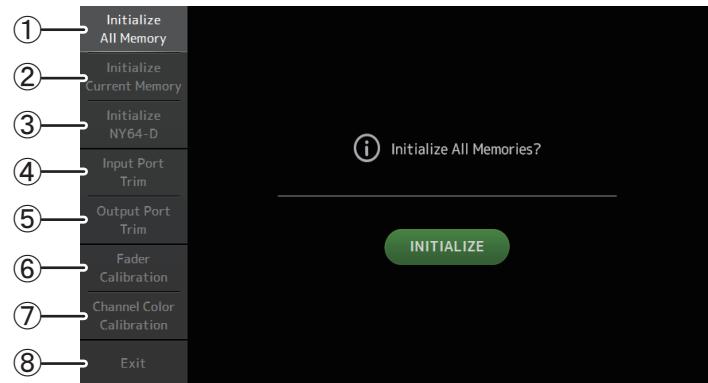 ① Initialize
All Memory
② Initialize
Current Memory
③ Initialize
NY64-D
④ Input Port
Trim
⑤ Output Port
Trim
⑥ Fader
Calibration
⑦ Channel Color
Calibration
⑧ Exit
Initialize All Memories?
INITIALIZE